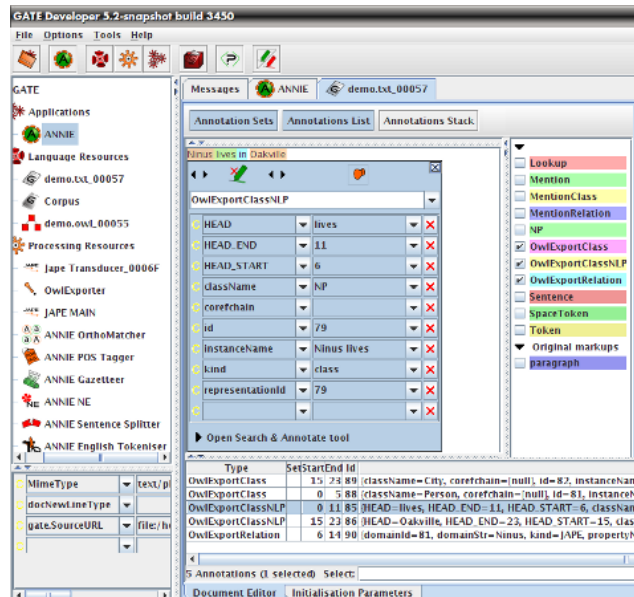 GATE Developer 5.2-snapshot build 3450
File Options Tools Help
GATE
Applications
ANNIE
Language Resources
demo.txt_00057
Corpus
demo.owl_00055
Processing Resources
Jape Transducer_0006F
OwlExporter
JAPE MAIN
ANNIE OrthoMatcher
ANNIE POS Tagger
ANNIE Gazetteer
ANNIE NE
ANNIE Sentence Splitter
ANNIE English Tokeniser
MimeType text/pl
docNewLineType
gate.SourceURL file:/h
Messages ANNIE demo.txt_00057
Annotation Sets Annotations List Annotations Stack
Ninus lives in Oakville
OwlExportClassNLP
C HEAD lives
C HEAD_END 11
C HEAD_START 6
C className NP
C corefchain
C id 79
C instanceName Ninus lives
C kind class
C representationId 79
C
Open Search & Annotate tool
Lookup
Mention
MentionClass
MentionRelation
NP
OwlExportClass
OwlExportClassNLP
OwlExportRelation
Sentence
SpaceToken
Token
Original markups
paragraph
Type Set Start End Id
OwlExportClass 15 23 89 {className=City, corefchain=[null], id=82, instanceNam
OwlExportClass 0 5 88 {className=Person, corefchain=[null], id=81, instanceN
OwlExportClassNLP 0 11 85 {HEAD=lives, HEAD_END=11, HEAD_START=6, classNam
OwlExportClassNLP 15 23 86 {HEAD=Oakville, HEAD_END=23, HEAD_START=15, clas
OwlExportRelation 6 14 90 {domainId=81, domainStr=Ninus, kind=JAPE, propertyN
5 Annotations (1 selected) Select:
Document Editor Initialisation Parameters